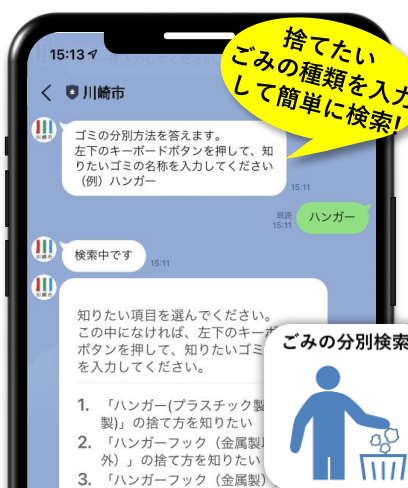 15:13
捨てたい
ごみの種類を入力
して簡単に検索!
川崎市
ゴミの分別方法を答えます。
左下のキーボードボタンを押して、知
りたいゴミの名称を入力してください
（例）ハンガー
15:11
既読
15:11
ハンガー
検索中です
15:11
知りたい項目を選んでください。
この中になければ、左下のキーボ
ボタンを押して、知りたいゴミ
を入力してください。
ごみの分別検索
1. 「ハンガー(プラスチック製
製)」の捨て方を知りたい
2. 「ハンガーフック（金属製以
外）」の捨て方を知りたい
3. 「ハンガーフック（金属製）